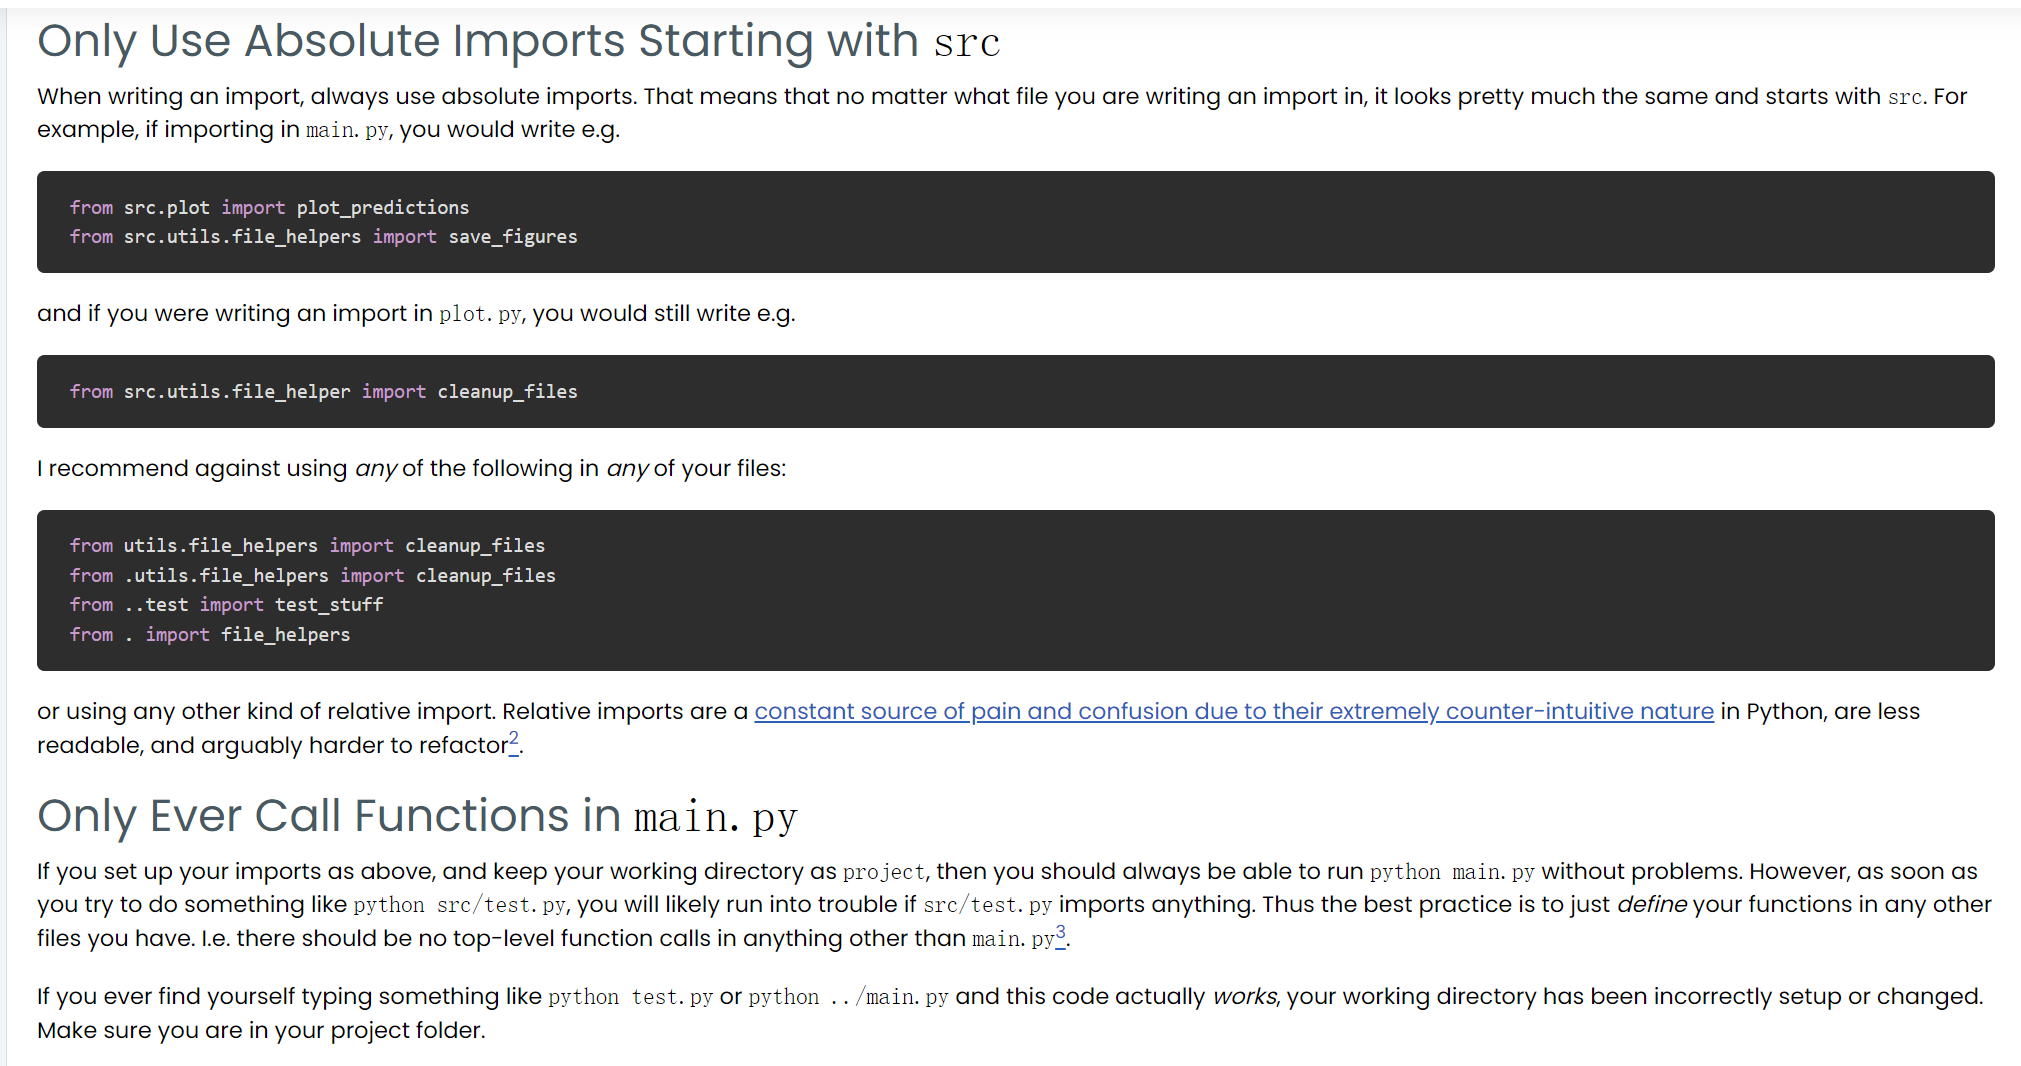 Only Use Absolute Imports Starting with src
When writing an import, always use absolute imports. That means that no matter what file you are writing an import in, it looks pretty much the same and starts with src. For
example, if importing in main.py, you would write e.g.
from src.plot import plot_predictions
from src.utils.file_helpers import save_figures
and if you were writing an import in plot.py, you would still write e.g.
from src.utils.file_helper import cleanup_files
I recommend against using any of the following in any of your files:
from utils.file_helpers import cleanup_files
from .utils.file_helpers import cleanup_files
from ..test import test_stuff
from . import file_helpers
or using any other kind of relative import. Relative imports are a constant source of pain and confusion due to their extremely counter-intuitive nature in Python, are less
readable, and arguably harder to refactor2.
Only Ever Call Functions in main.py
If you set up your imports as above, and keep your working directory as project, then you should always be able to run python main.py without problems. However, as soon as
you try to do something like python src/test.py, you will likely run into trouble if src/test.py imports anything. Thus the best practice is to just define your functions in any other
files you have. I.e. there should be no top-level function calls in anything other than main.py3.
If you ever find yourself typing something like python test.py or python ../main.py and this code actually works, your working directory has been incorrectly setup or changed.
Make sure you are in your project folder.